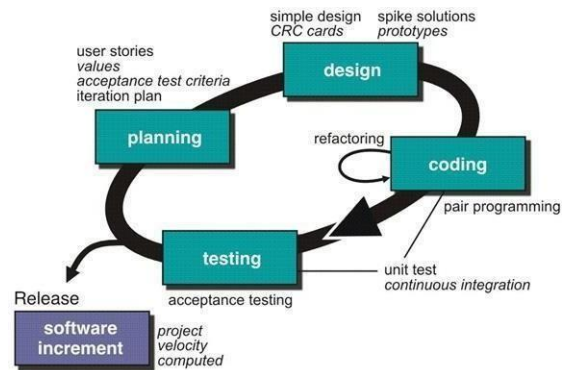 simple design
CRC cards
spike solutions
prototypes
user stories
values
acceptance test criteria
iteration plan
design
planning
refactoring
coding
pair programming
testing
unit test
continuous integration
acceptance testing
Release
software
increment
project
velocity
computed